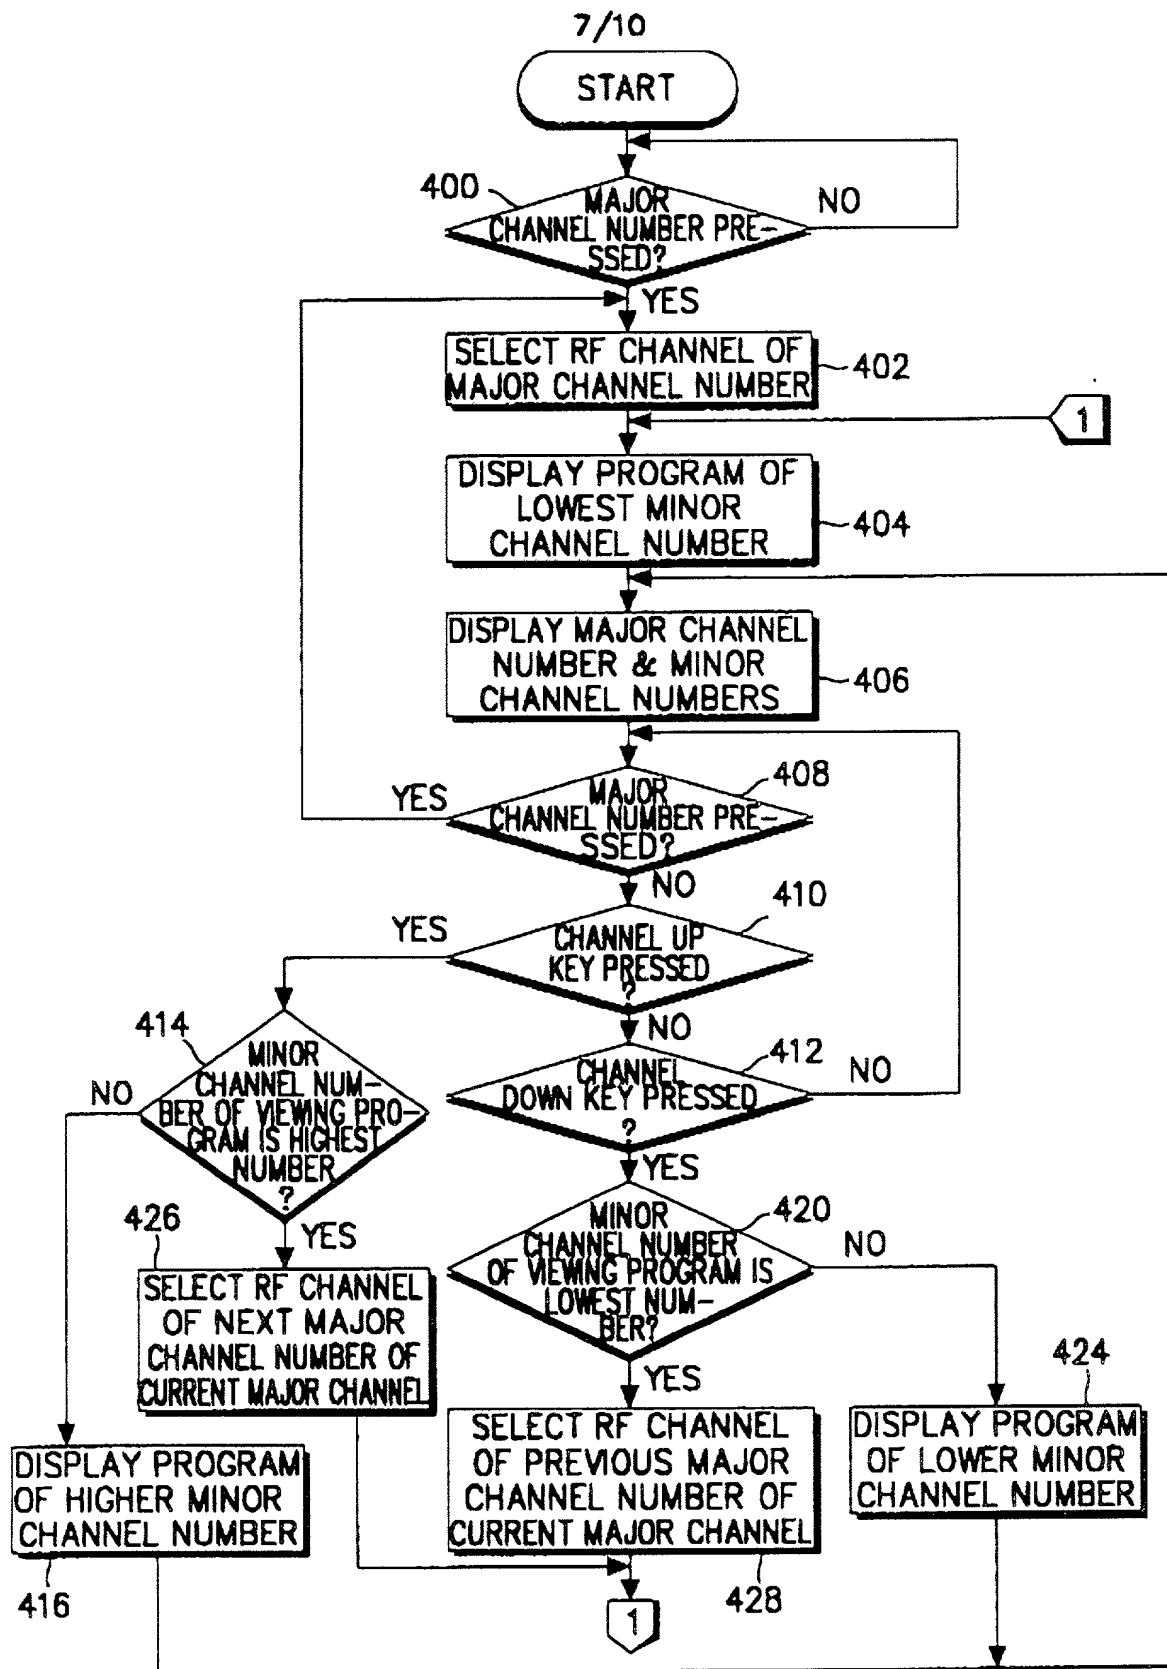 7/10
START
400
MAJOR
CHANNEL NUMBER PRE-
SSED?
NO
YES
SELECT RF CHANNEL OF
MAJOR CHANNEL NUMBER
402
1
DISPLAY PROGRAM OF
LOWEST MINOR
CHANNEL NUMBER
404
DISPLAY MAJOR CHANNEL
NUMBER & MINOR
CHANNEL NUMBERS
406
408
YES
MAJOR
CHANNEL NUMBER PRE-
SSED?
NO
410
YES
CHANNEL UP
KEY PRESSED
?
NO
412
CHANNEL
DOWN KEY PRESSED
?
NO
YES
414
NO
MINOR
CHANNEL NUM-
BER OF VIEWING PRO-
GRAM IS HIGHEST
NUMBER
?
YES
420
MINOR
CHANNEL NUMBER
OF VIEWING PROGRAM IS
LOWEST NUM-
BER?
NO
YES
426
SELECT RF CHANNEL
OF NEXT MAJOR
CHANNEL NUMBER OF
CURRENT MAJOR CHANNEL
424
DISPLAY PROGRAM
OF LOWER MINOR
CHANNEL NUMBER
SELECT RF CHANNEL
OF PREVIOUS MAJOR
CHANNEL NUMBER OF
CURRENT MAJOR CHANNEL
428
DISPLAY PROGRAM
OF HIGHER MINOR
CHANNEL NUMBER
416
1